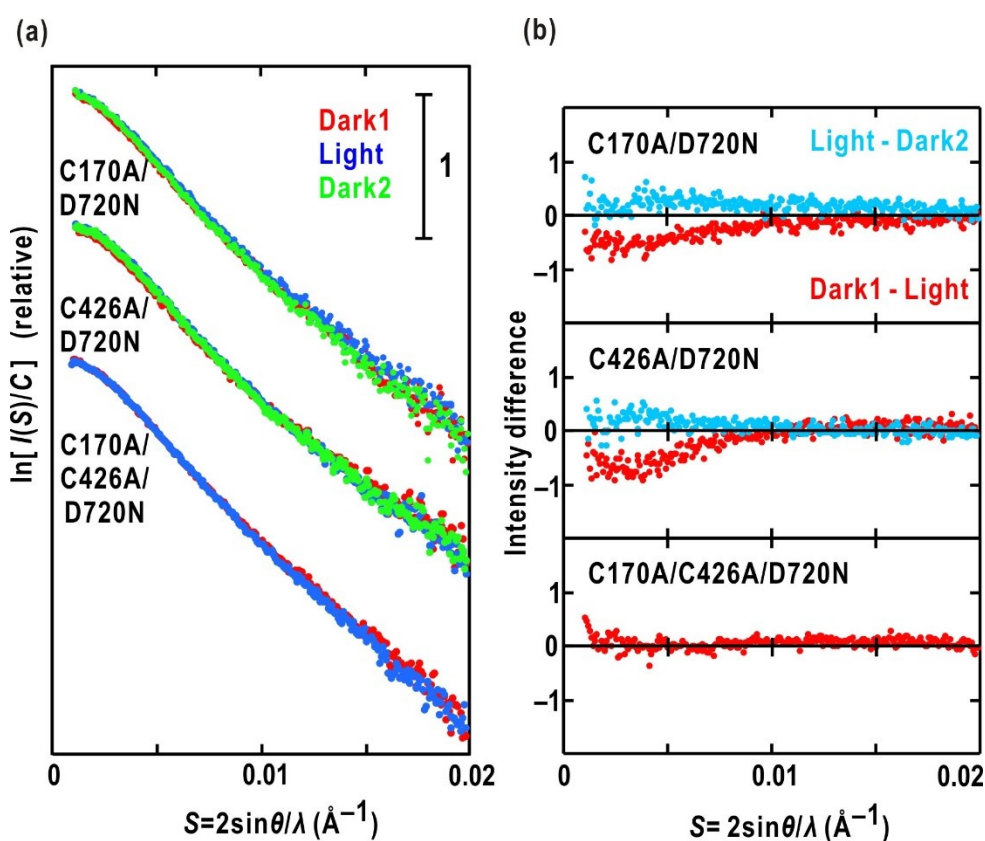 (a)
Dark1
Light
Dark2
1
C170A/
D720N
C426A/
D720N
C170A/
C426A/
D720N
ln[ I(S)/C] (relative)
0
0.01
0.02
S=2sinθ/λ (Å⁻¹)
(b)
C170A/D720N
Light - Dark2
1
0
−1
Dark1 - Light
C426A/D720N
1
0
−1
Intensity difference
C170A/C426A/D720N
1
0
−1
0
0.01
0.02
S= 2sinθ/λ (Å⁻¹)